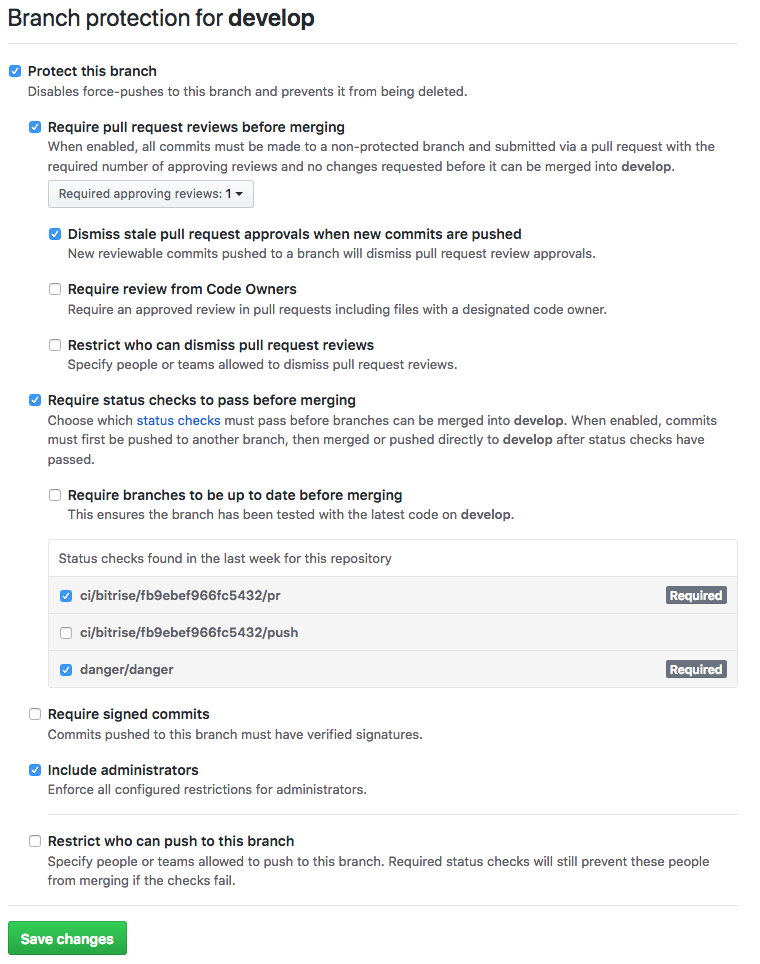 Branch protection for develop
Protect this branch
Disables force-pushes to this branch and prevents it from being deleted.
Require pull request reviews before merging
When enabled, all commits must be made to a non-protected branch and submitted via a pull request with the
required number of approving reviews and no changes requested before it can be merged into develop.
Required approving reviews: 1
Dismiss stale pull request approvals when new commits are pushed
New reviewable commits pushed to a branch will dismiss pull request review approvals.
Require review from Code Owners
Require an approved review in pull requests including files with a designated code owner.
Restrict who can dismiss pull request reviews
Specify people or teams allowed to dismiss pull request reviews.
Require status checks to pass before merging
Choose which status checks must pass before branches can be merged into develop. When enabled, commits
must first be pushed to another branch, then merged or pushed directly to develop after status checks have
passed.
Require branches to be up to date before merging
This ensures the branch has been tested with the latest code on develop.
Status checks found in the last week for this repository
ci/bitrise/fb9ebef966fc5432/pr Required
ci/bitrise/fb9ebef966fc5432/push
danger/danger Required
Require signed commits
Commits pushed to this branch must have verified signatures.
Include administrators
Enforce all configured restrictions for administrators.
Restrict who can push to this branch
Specify people or teams allowed to push to this branch. Required status checks will still prevent these people
from merging if the checks fail.
Save changes